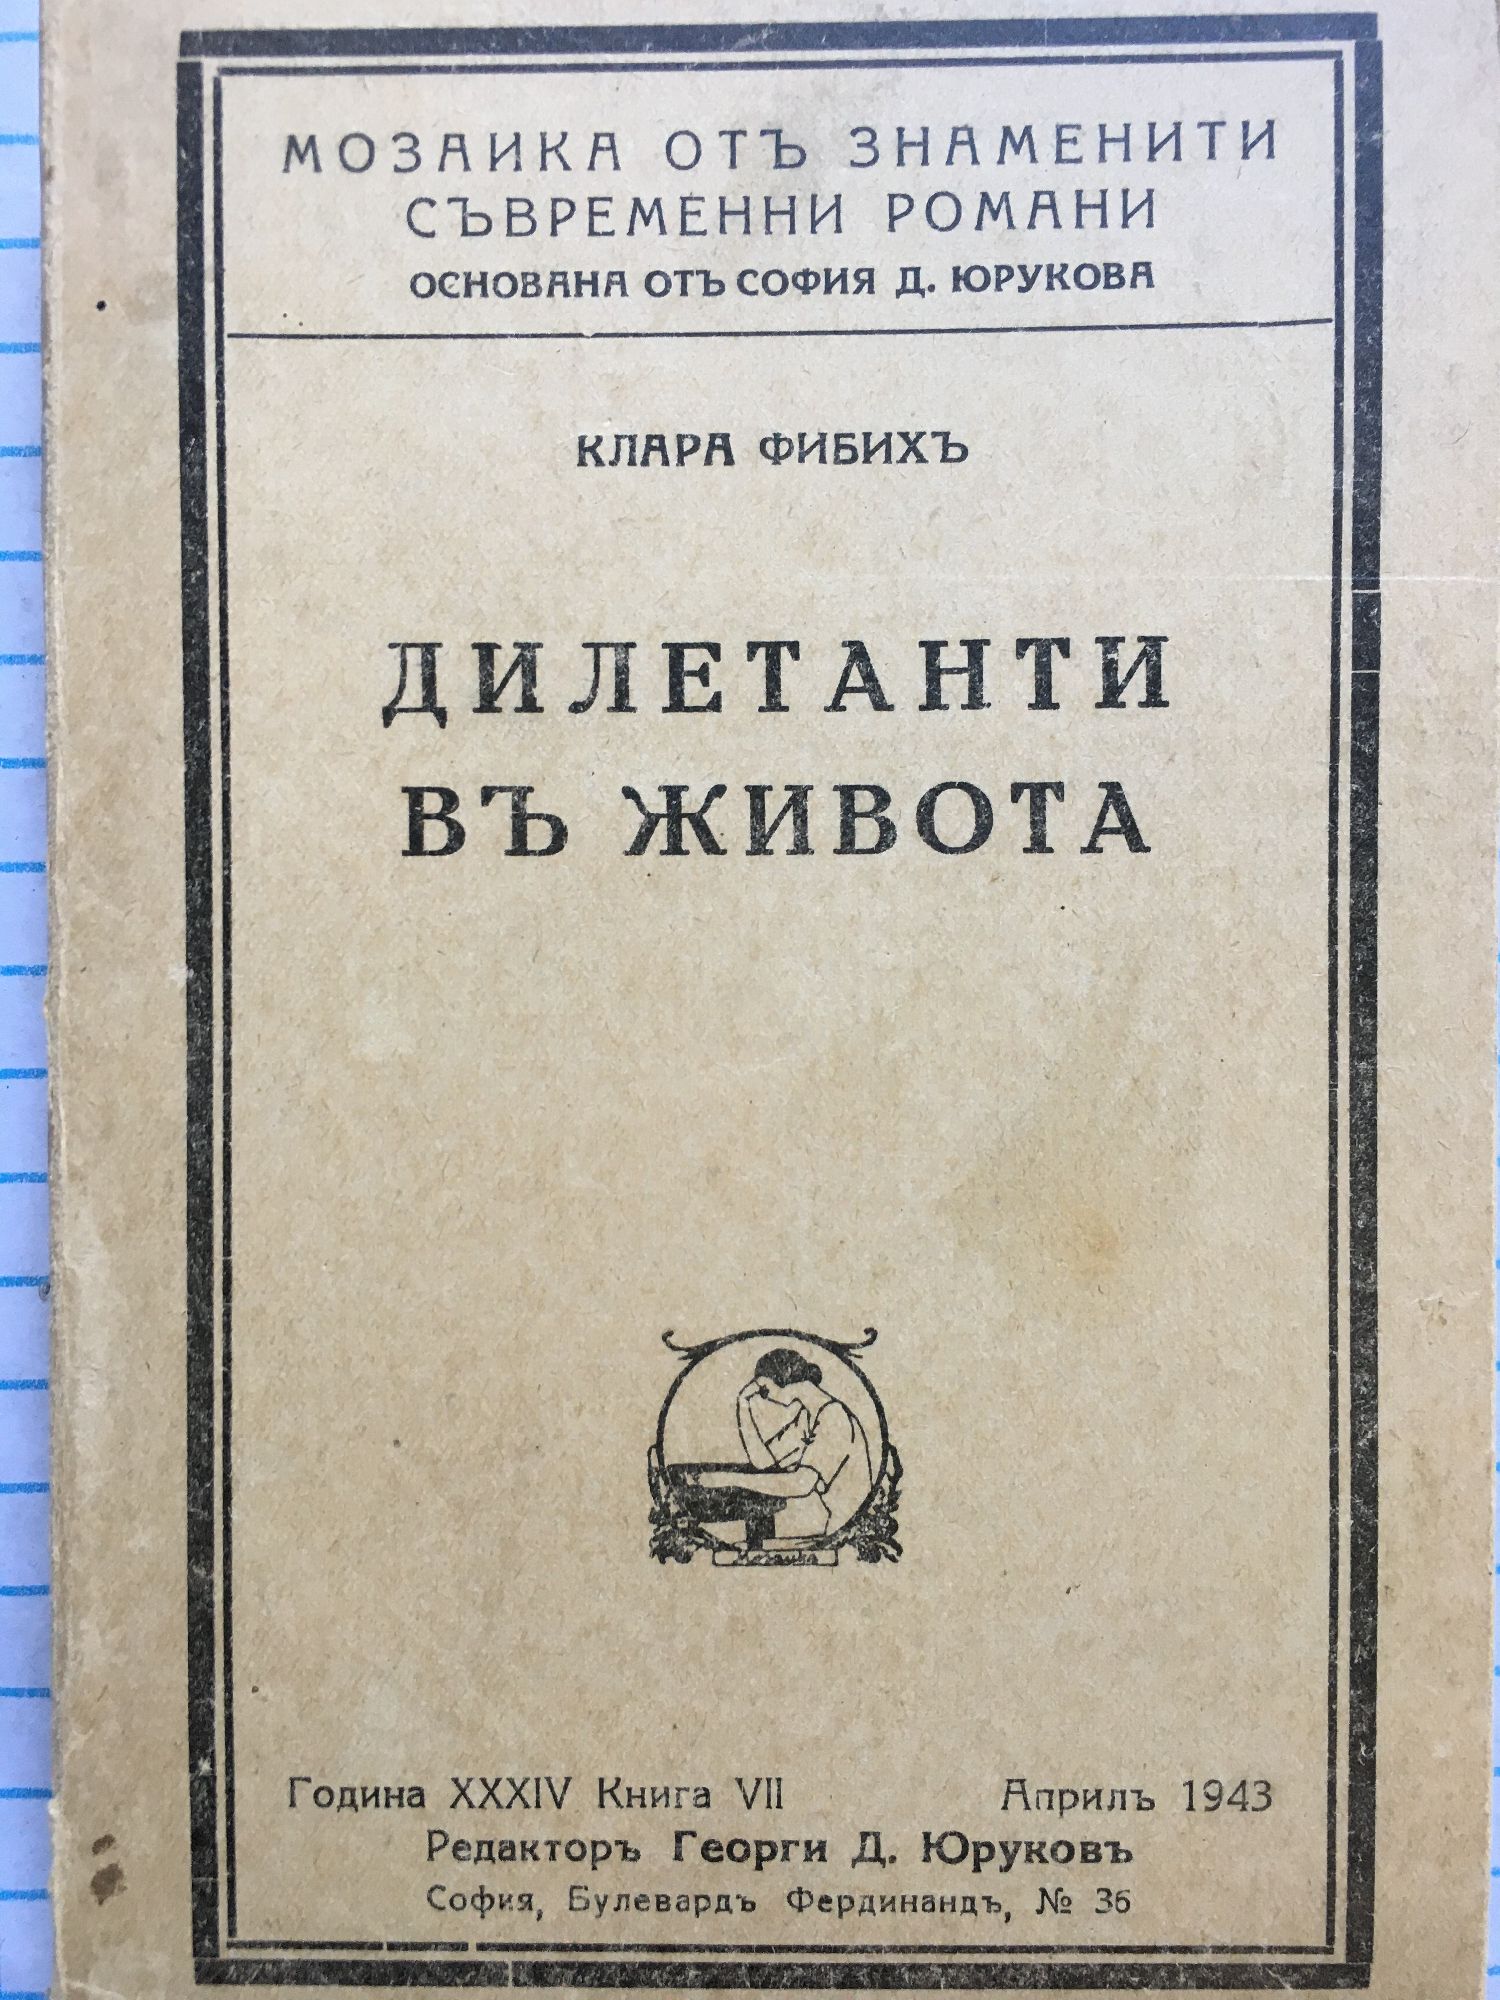 МОЗАИКА ОТЪ ЗНАМЕНИТИ
СЪВРЕМЕННИ РОМАНИ
ОСНОВАНА ОТЪ СОФИЯ Д. ЮРУКОВА
КЛАРА ФИБИХЪ
ДИЛЕТАНТИ
ВЪ ЖИВОТА
Мозайка
Година XXXIV Книга VII Априлъ 1943
Редакторъ Георги Д. Юруковъ
София, Булевардъ Фердинандъ, № 36